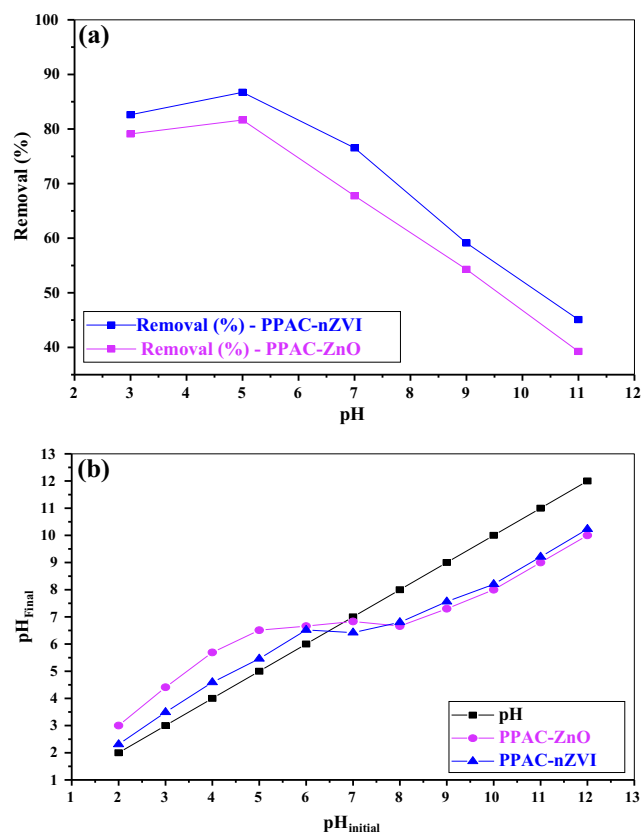 (a)
100
90
80
70
60
50
40
Removal (%)
Removal (%) - PPAC-nZVI
Removal (%) - PPAC-ZnO
2 3 4 5 6 7 8 9 10 11 12
pH
(b)
13
12
11
10
9
8
7
6
5
4
3
2
1
pHFinal
pH
PPAC-ZnO
PPAC-nZVI
1 2 3 4 5 6 7 8 9 10 11 12 13
pHinitial